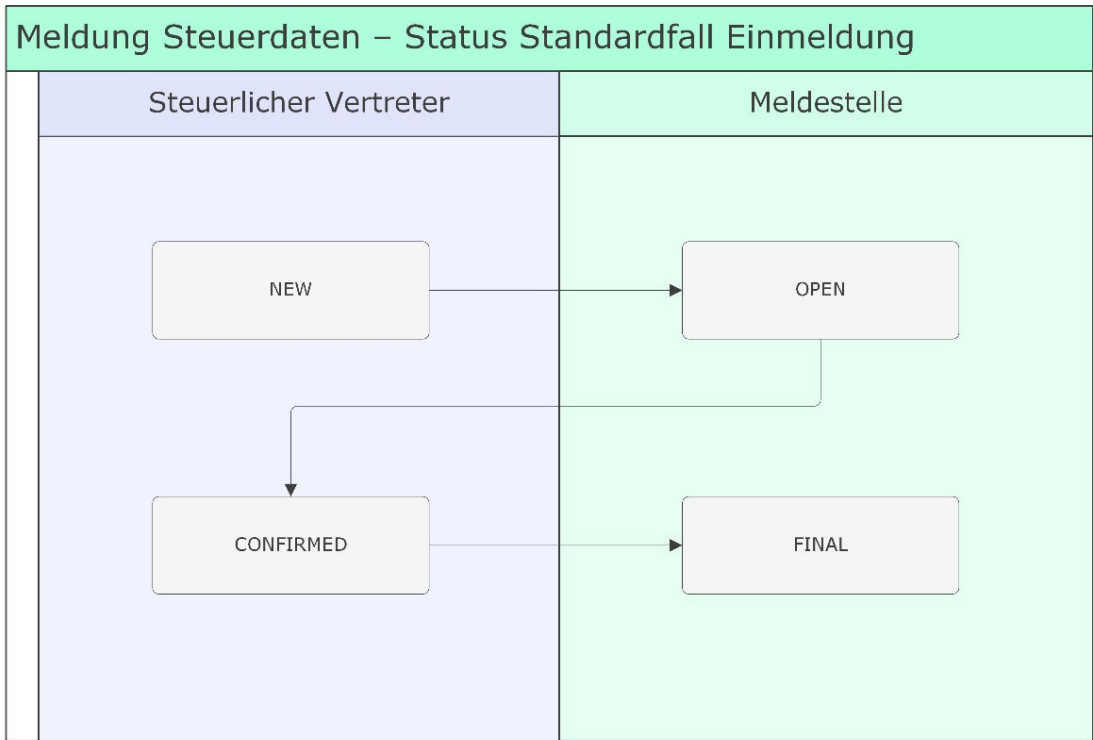 Meldung Steuerdaten – Status Standardfall Einmeldung
Steuerlicher Vertreter
Meldestelle
NEW
OPEN
CONFIRMED
FINAL